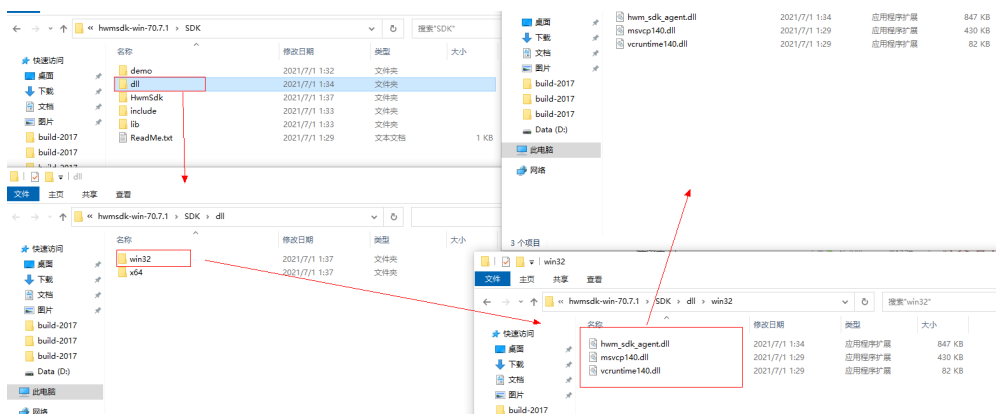 « hwmsdk-win-70.7.1 › SDK
搜索"SDK"
名称 修改日期 类型 大小
快速访问
桌面
下载
文档
图片
build-2017
build-2017
demo 2021/7/1 1:32 文件夹
dll 2021/7/1 1:34 文件夹
HwmSdk 2021/7/1 1:37 文件夹
include 2021/7/1 1:33 文件夹
lib 2021/7/1 1:33 文件夹
ReadMe.txt 2021/7/1 1:29 文本文档 1 KB
桌面
下载
文档
图片
build-2017
build-2017
build-2017
Data (D:)
此电脑
网络
hwm_sdk_agent.dll 2021/7/1 1:34 应用程序扩展 847 KB
msvcp140.dll 2021/7/1 1:29 应用程序扩展 430 KB
vcruntime140.dll 2021/7/1 1:29 应用程序扩展 82 KB
3 个项目
dll
文件 主页 共享 查看
« hwmsdk-win-70.7.1 › SDK › dll
名称 修改日期 类型 大小
快速访问
桌面
下载
文档
图片
build-2017
build-2017
build-2017
Data (D:)
此电脑
网络
win32 2021/7/1 1:37 文件夹
x64 2021/7/1 1:37 文件夹
win32
文件 主页 共享 查看
« hwmsdk-win-70.7.1 › SDK › dll › win32
搜索"win32"
名称 修改日期 类型 大小
快速访问
桌面
下载
文档
图片
build-2017
hwm_sdk_agent.dll 2021/7/1 1:34 应用程序扩展 847 KB
msvcp140.dll 2021/7/1 1:29 应用程序扩展 430 KB
vcruntime140.dll 2021/7/1 1:29 应用程序扩展 82 KB